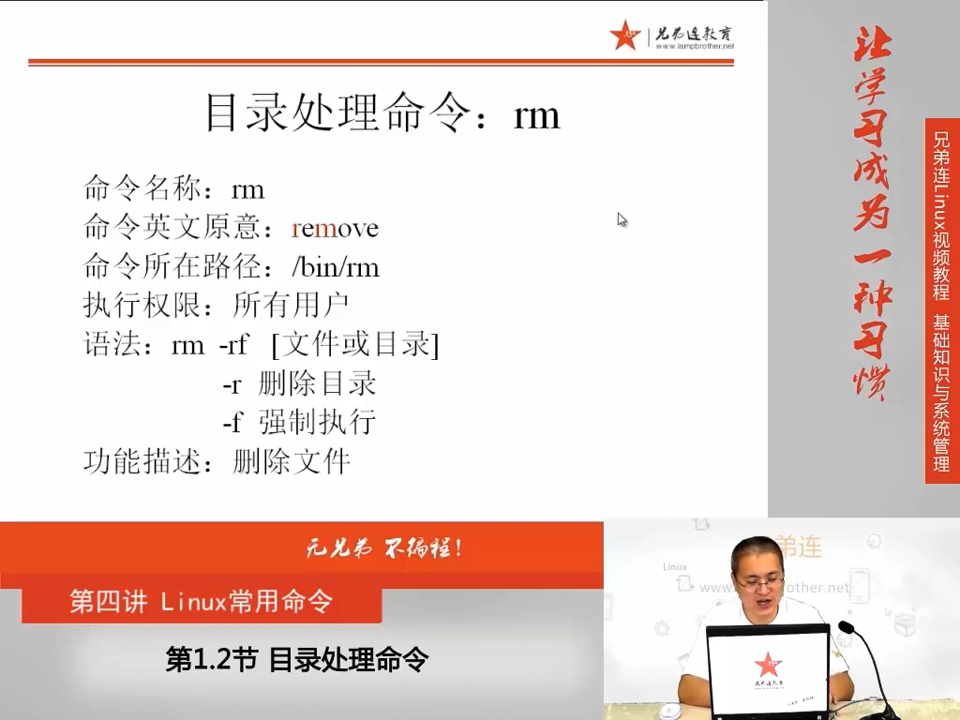 兄弟连教育
www.lampbrother.net
目录处理命令：rm
命令名称：rm
命令英文原意：remove
命令所在路径：/bin/rm
执行权限：所有用户
语法：rm -rf [文件或目录]
-r 删除目录
-f 强制执行
功能描述：删除文件
让学习成为一种习惯
兄弟连Linux视频教程 基础知识与系统管理
无兄弟 不编程！
第四讲 Linux常用命令
第1.2节 目录处理命令
弟连
Linux
www.
brother.net
兄弟连教育